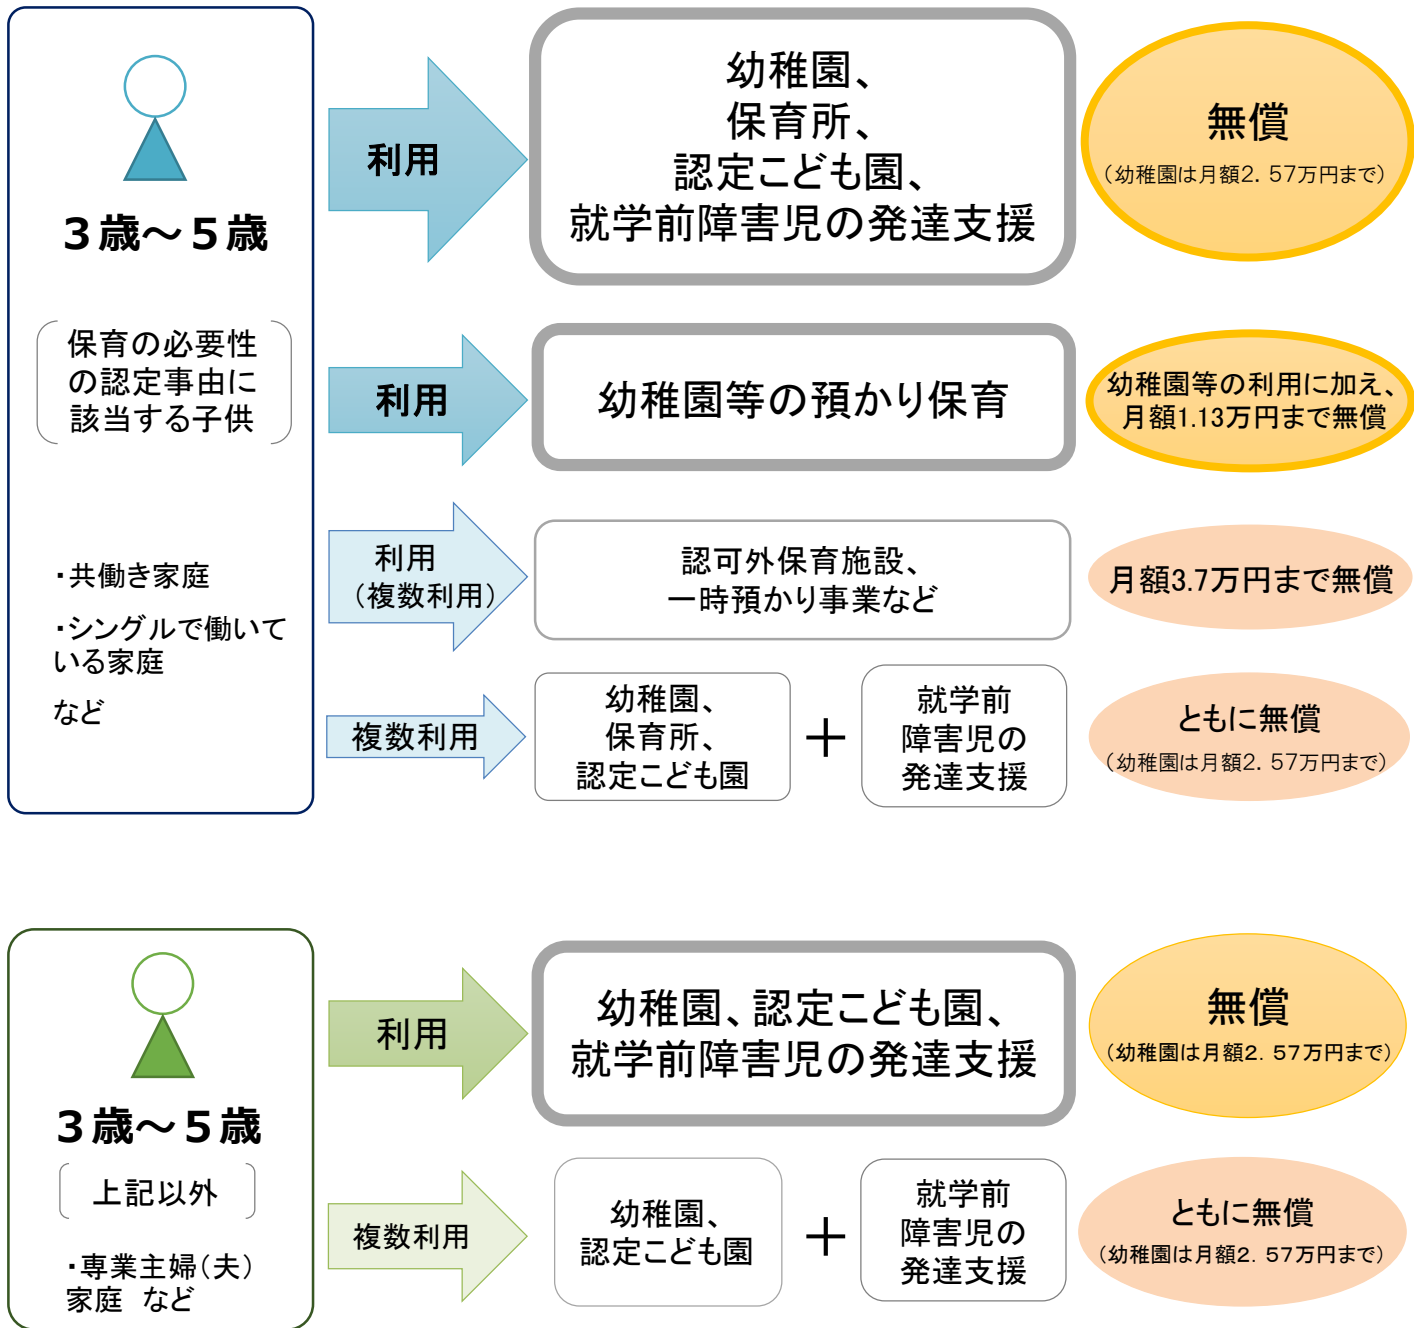 3歳～5歳
保育の必要性
の認定事由に
該当する子供
・共働き家庭
・シングルで働いて
いる家庭
など
利用
幼稚園、
保育所、
認定こども園、
就学前障害児の発達支援
無償
（幼稚園は月額2．57万円まで）
利用
幼稚園等の預かり保育
幼稚園等の利用に加え、
月額1.13万円まで無償
利用
（複数利用）
認可外保育施設、
一時預かり事業など
月額3.7万円まで無償
複数利用
幼稚園、
保育所、
認定こども園
＋
就学前
障害児の
発達支援
ともに無償
（幼稚園は月額2．57万円まで）
3歳～5歳
上記以外
・専業主婦（夫）
家庭　など
利用
幼稚園、認定こども園、
就学前障害児の発達支援
無償
（幼稚園は月額2．57万円まで）
複数利用
幼稚園、
認定こども園
＋
就学前
障害児の
発達支援
ともに無償
（幼稚園は月額2．57万円まで）